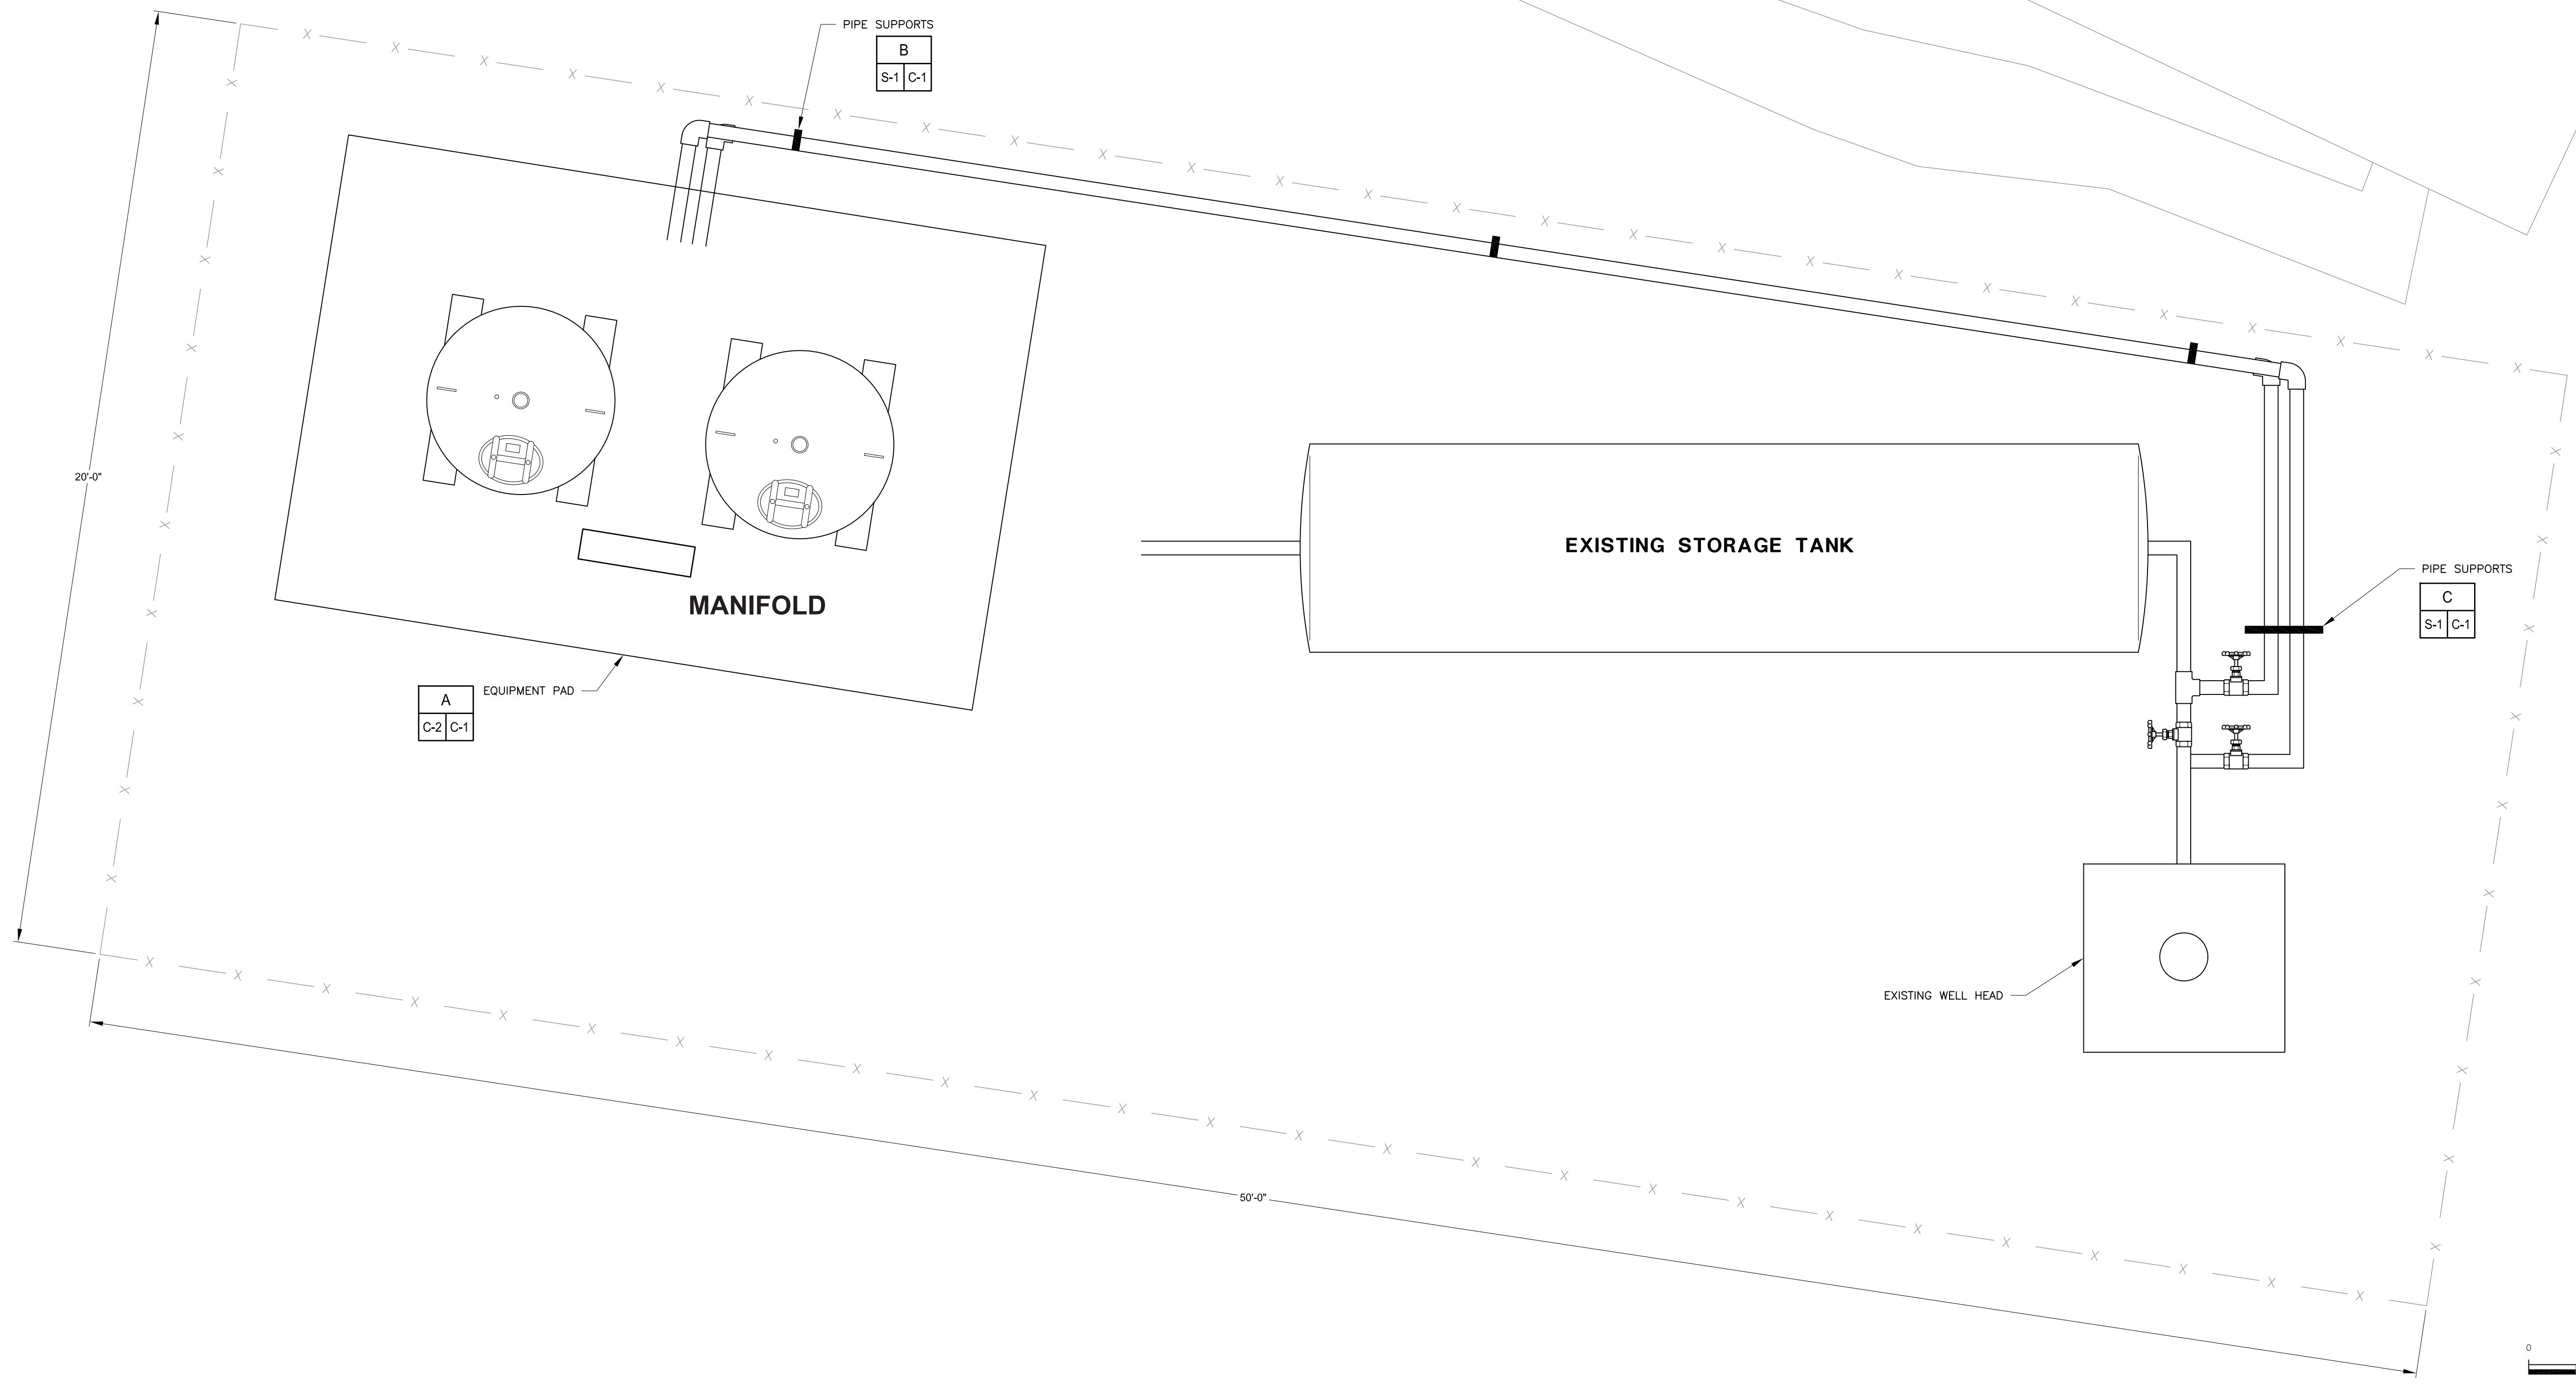 PIPE SUPPORTS
B
S-1 C-1
20'-0"
EXISTING STORAGE TANK
PIPE SUPPORTS
C
S-1 C-1
MANIFOLD
EQUIPMENT PAD
A
C-2 C-1
EXISTING WELL HEAD
50'-0"
0